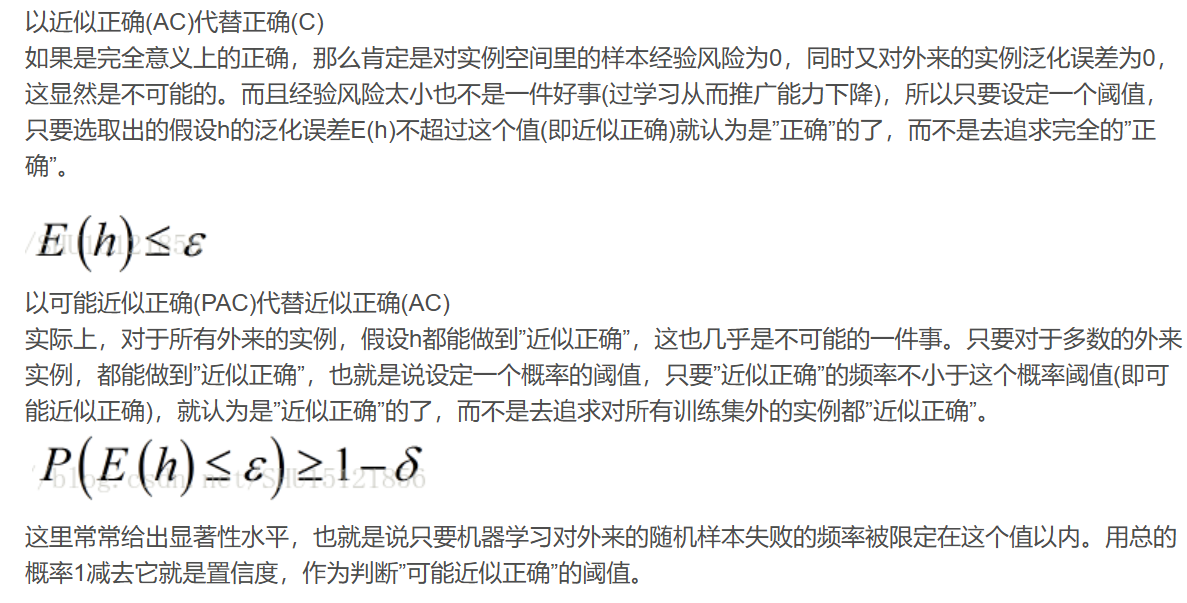 以近似正确(AC)代替正确(C)
如果是完全意义上的正确，那么肯定是对实例空间里的样本经验风险为0，同时又对外来的实例泛化误差为0，
这显然是不可能的。而且经验风险太小也不是一件好事(过学习从而推广能力下降)，所以只要设定一个阈值，
只要选取出的假设h的泛化误差E(h)不超过这个值(即近似正确)就认为是”正确”的了，而不是去追求完全的”正
确”。
E(h)≤ε
以可能近似正确(PAC)代替近似正确(AC)
实际上，对于所有外来的实例，假设h都能做到”近似正确”，这也几乎是不可能的一件事。只要对于多数的外来
实例，都能做到”近似正确”，也就是说设定一个概率的阈值，只要”近似正确”的频率不小于这个概率阈值(即可
能近似正确)，就认为是”近似正确”的了，而不是去追求对所有训练集外的实例都”近似正确”。
P(E(h)≤ε)≥1−δ
/blog.csdn.net/SHU15121856
这里常常给出显著性水平，也就是说只要机器学习对外来的随机样本失败的频率被限定在这个值以内。用总的
概率1减去它就是置信度，作为判断”可能近似正确”的阈值。